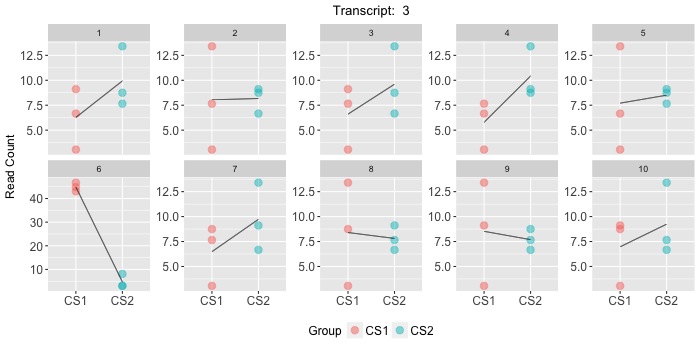 Transcript: 3
1 2 3 4 5
12.5 12.5 12.5 12.5 12.5
10.0 10.0 10.0 10.0 10.0
7.5 7.5 7.5 7.5 7.5
5.0 5.0 5.0 5.0 5.0
Read Count
6 7 8 9 10
40 12.5 12.5 12.5 12.5
30 10.0 10.0 10.0 10.0
20 7.5 7.5 7.5 7.5
10 5.0 5.0 5.0 5.0
CS1 CS2 CS1 CS2 CS1 CS2 CS1 CS2 CS1 CS2
Group CS1 CS2